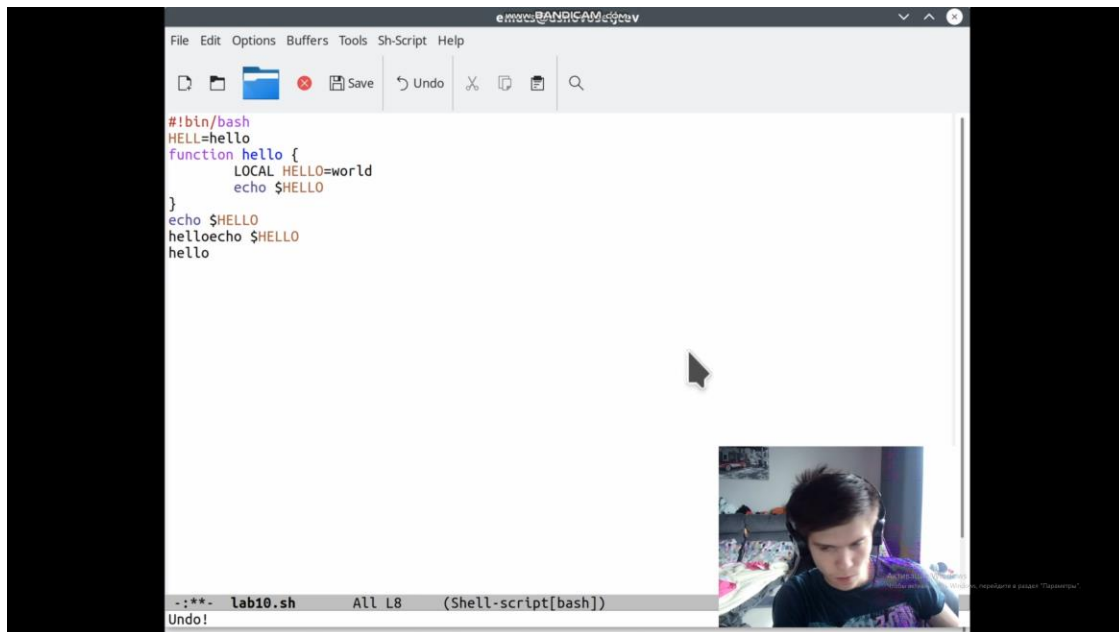 File Edit Options Buffers Tools Sh-Script Help
Save Undo
#!bin/bash
HELL=hello
function hello {
LOCAL HELLO=world
echo $HELLO
}
echo $HELLO
helloecho $HELLO
hello
-:**- lab10.sh All L8 (Shell-script[bash])
Undo!